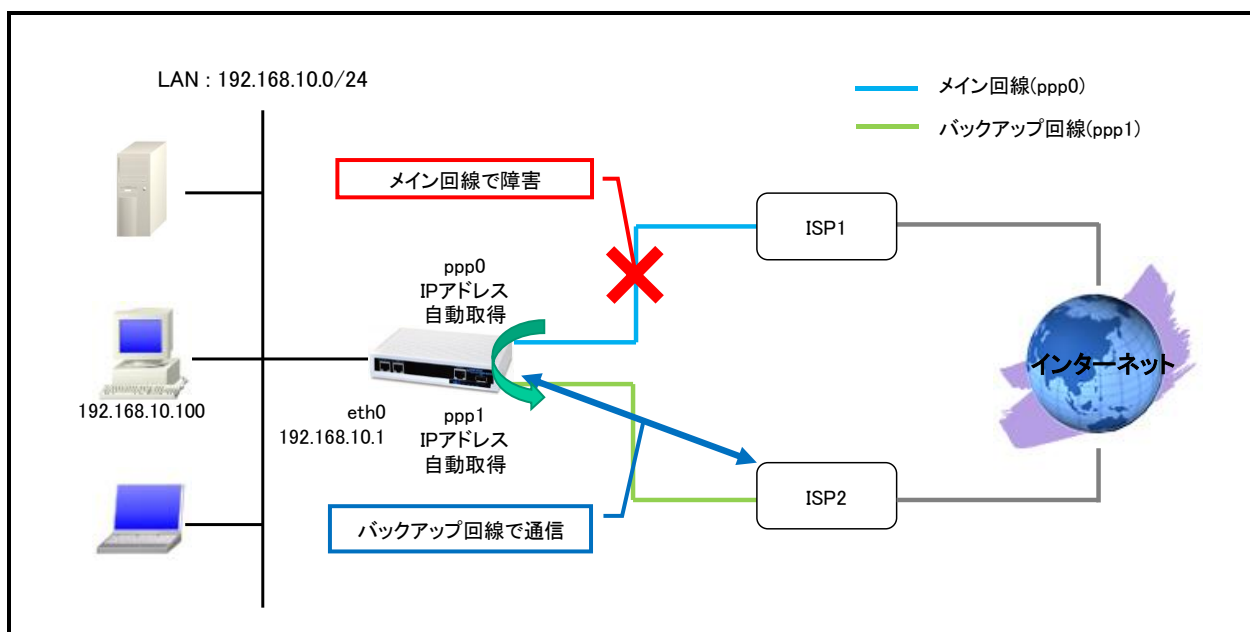 LAN : 192.168.10.0/24
メイン回線(ppp0)
バックアップ回線(ppp1)
メイン回線で障害
ISP1
ppp0
IPアドレス
自動取得
インターネット
192.168.10.100
eth0
192.168.10.1
ppp1
IPアドレス
自動取得
ISP2
バックアップ回線で通信